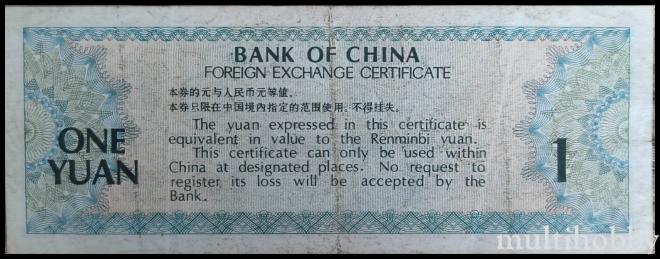 BANK OF CHINA
FOREIGN EXCHANGE CERTIFICATE
本券的元与人民币元等值。
本券只限在中国境内指定的范围使用，不得挂失。
The yuan expressed in this certificate is
equivalent in value to the Renminbi yuan.
This certificate can only be used within
China at designated places. No request to
register its loss will be accepted by the
Bank.
ONE
YUAN
1
multihobby